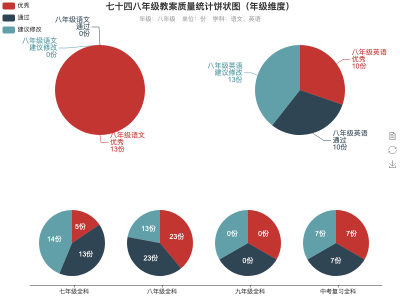 七十四八年级教案质量统计饼状图（年级维度）
年级：八年级 单位：份 学科：语文、英语
优秀
通过
建议修改
八年级语文
通过
0份
八年级语文
建议修改
0份
八年级语文
优秀
13份
八年级英语
优秀
10份
八年级英语
建议修改
13份
八年级英语
通过
10份
5份
14份
13份
七年级全科
13份
23份
23份
八年级全科
0份
0份
0份
九年级全科
7份
7份
7份
中考复习全科